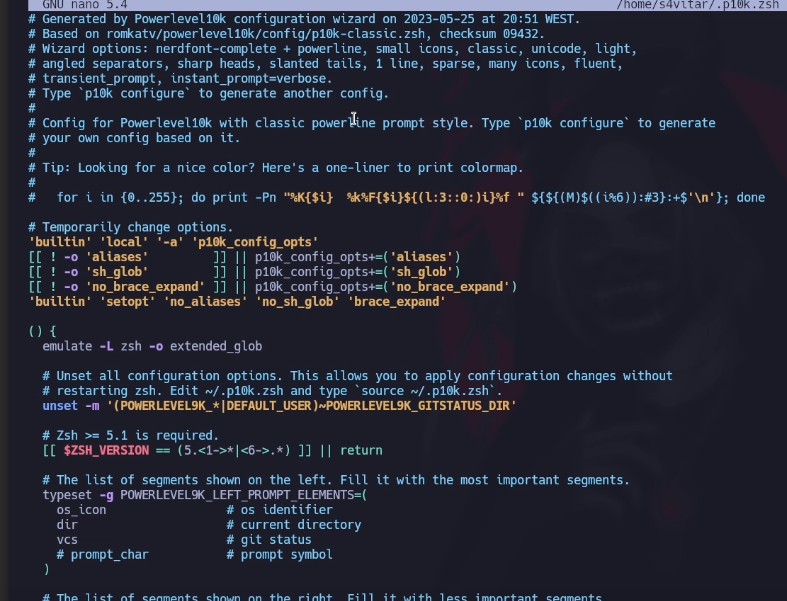 GNU nano 5.4 /home/s4vitar/.p10k.zsh
# Generated by Powerlevel10k configuration wizard on 2023-05-25 at 20:51 WEST.
# Based on romkatv/powerlevel10k/config/p10k-classic.zsh, checksum 09432.
# Wizard options: nerdfont-complete + powerline, small icons, classic, unicode, light,
# angled separators, sharp heads, slanted tails, 1 line, sparse, many icons, fluent,
# transient_prompt, instant_prompt=verbose.
# Type `p10k configure` to generate another config.
#
# Config for Powerlevel10k with classic powerline prompt style. Type `p10k configure` to generate
# your own config based on it.
#
# Tip: Looking for a nice color? Here's a one-liner to print colormap.
#
#   for i in {0..255}; do print -Pn "%K{$i}  %k%F{$i}${(l:3::0:)i}%f " ${${(M)$((i%6)):#3}:+$'\n'}; done

# Temporarily change options.
'builtin' 'local' '-a' 'p10k_config_opts'
[[ ! -o 'aliases'         ]] || p10k_config_opts+=('aliases')
[[ ! -o 'sh_glob'         ]] || p10k_config_opts+=('sh_glob')
[[ ! -o 'no_brace_expand' ]] || p10k_config_opts+=('no_brace_expand')
'builtin' 'setopt' 'no_aliases' 'no_sh_glob' 'brace_expand'

() {
  emulate -L zsh -o extended_glob

  # Unset all configuration options. This allows you to apply configuration changes without
  # restarting zsh. Edit ~/.p10k.zsh and type `source ~/.p10k.zsh`.
  unset -m '(POWERLEVEL9K_*|DEFAULT_USER)~POWERLEVEL9K_GITSTATUS_DIR'

  # Zsh >= 5.1 is required.
  [[ $ZSH_VERSION == (5.<1->*|<6->.*) ]] || return

  # The list of segments shown on the left. Fill it with the most important segments.
  typeset -g POWERLEVEL9K_LEFT_PROMPT_ELEMENTS=(
    os_icon                 # os identifier
    dir                     # current directory
    vcs                     # git status
    # prompt_char           # prompt symbol
  )

  # The list of segments shown on the right. Fill it with less important segments